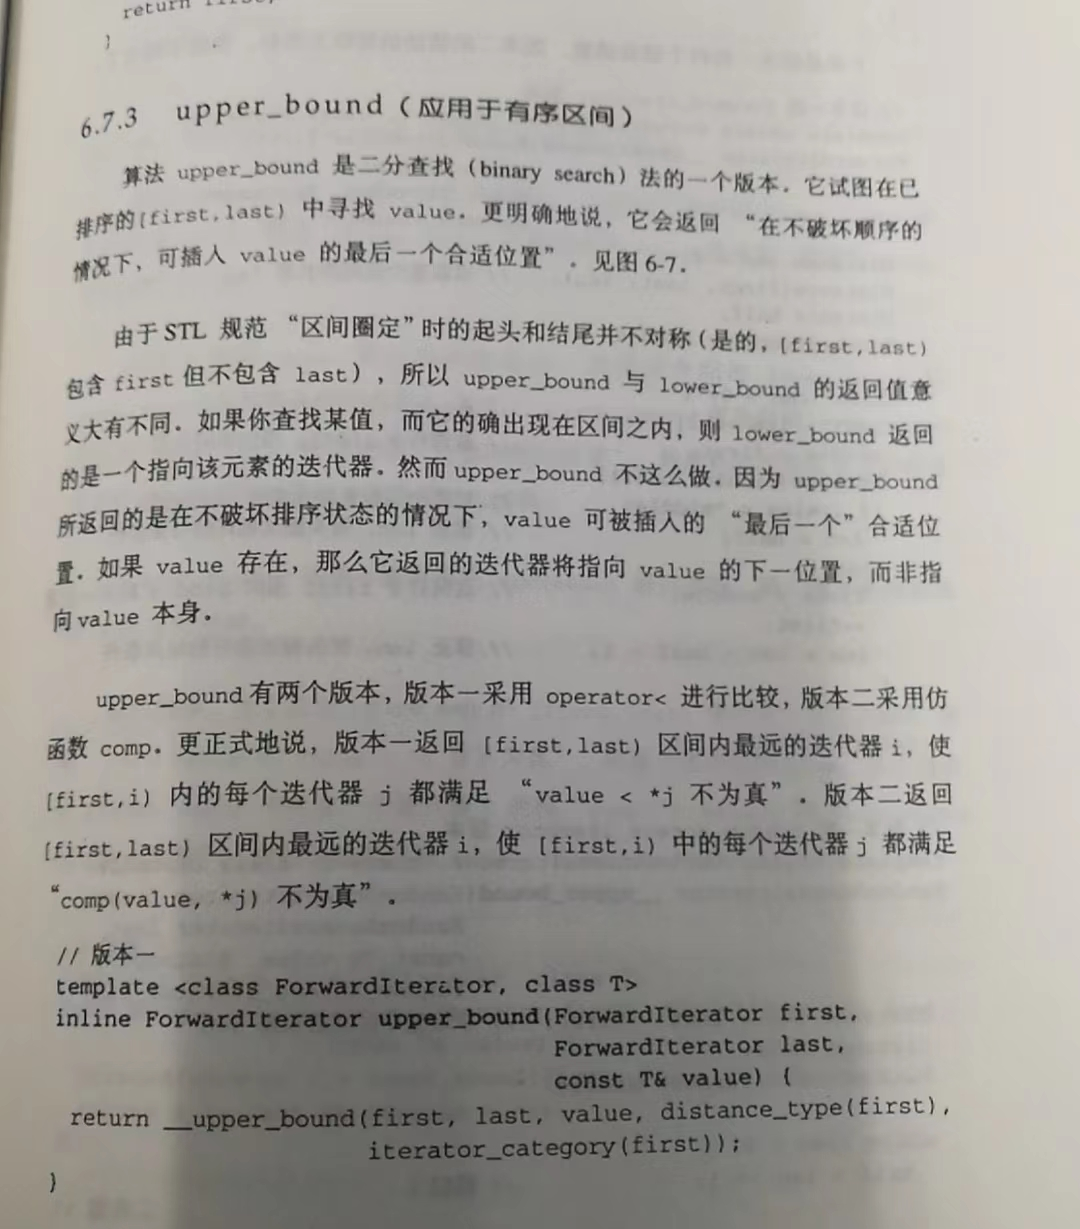 return first;
}
6.7.3 upper_bound（应用于有序区间）
算法 upper_bound 是二分查找（binary search）法的一个版本．它试图在已
排序的[first,last) 中寻找 value．更明确地说，它会返回 “在不破坏顺序的
情况下，可插入 value 的最后一个合适位置”．见图 6-7．
由于 STL 规范 “区间圈定”时的起头和结尾并不对称（是的，[first,last)
包含 first 但不包含 last），所以 upper_bound 与 lower_bound 的返回值意
义大有不同．如果你查找某值，而它的确出现在区间之内，则 lower_bound 返回
的是一个指向该元素的迭代器．然而 upper_bound 不这么做．因为 upper_bound
所返回的是在不破坏排序状态的情况下，value 可被插入的 “最后一个”合适位
置．如果 value 存在，那么它返回的迭代器将指向 value 的下一位置，而非指
向 value 本身．
upper_bound 有两个版本，版本一采用 operator< 进行比较，版本二采用仿
函数 comp．更正式地说，版本一返回 [first,last) 区间内最远的迭代器 i，使
[first,i) 内的每个迭代器 j 都满足 “value < *j 不为真”．版本二返回
[first,last) 区间内最远的迭代器 i，使 [first,i) 中的每个迭代器 j 都满足
“comp(value, *j) 不为真”．
// 版本一
template <class ForwardIterator, class T>
inline ForwardIterator upper_bound(ForwardIterator first,
ForwardIterator last,
const T& value) {
return __upper_bound(first, last, value, distance_type(first),
iterator_category(first));
}